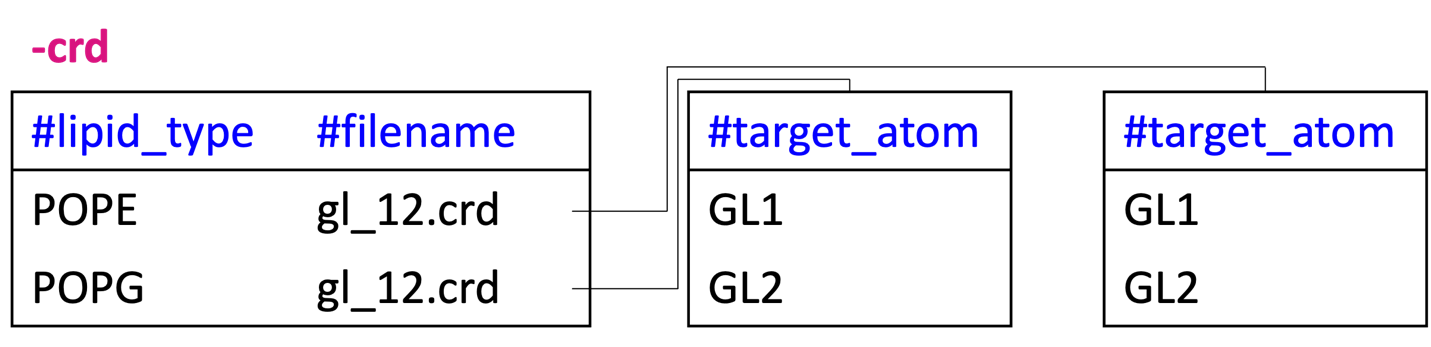 -crd
#lipid_type #filename #target_atom #target_atom
POPE gl_12.crd GL1 GL1
POPG gl_12.crd GL2 GL2